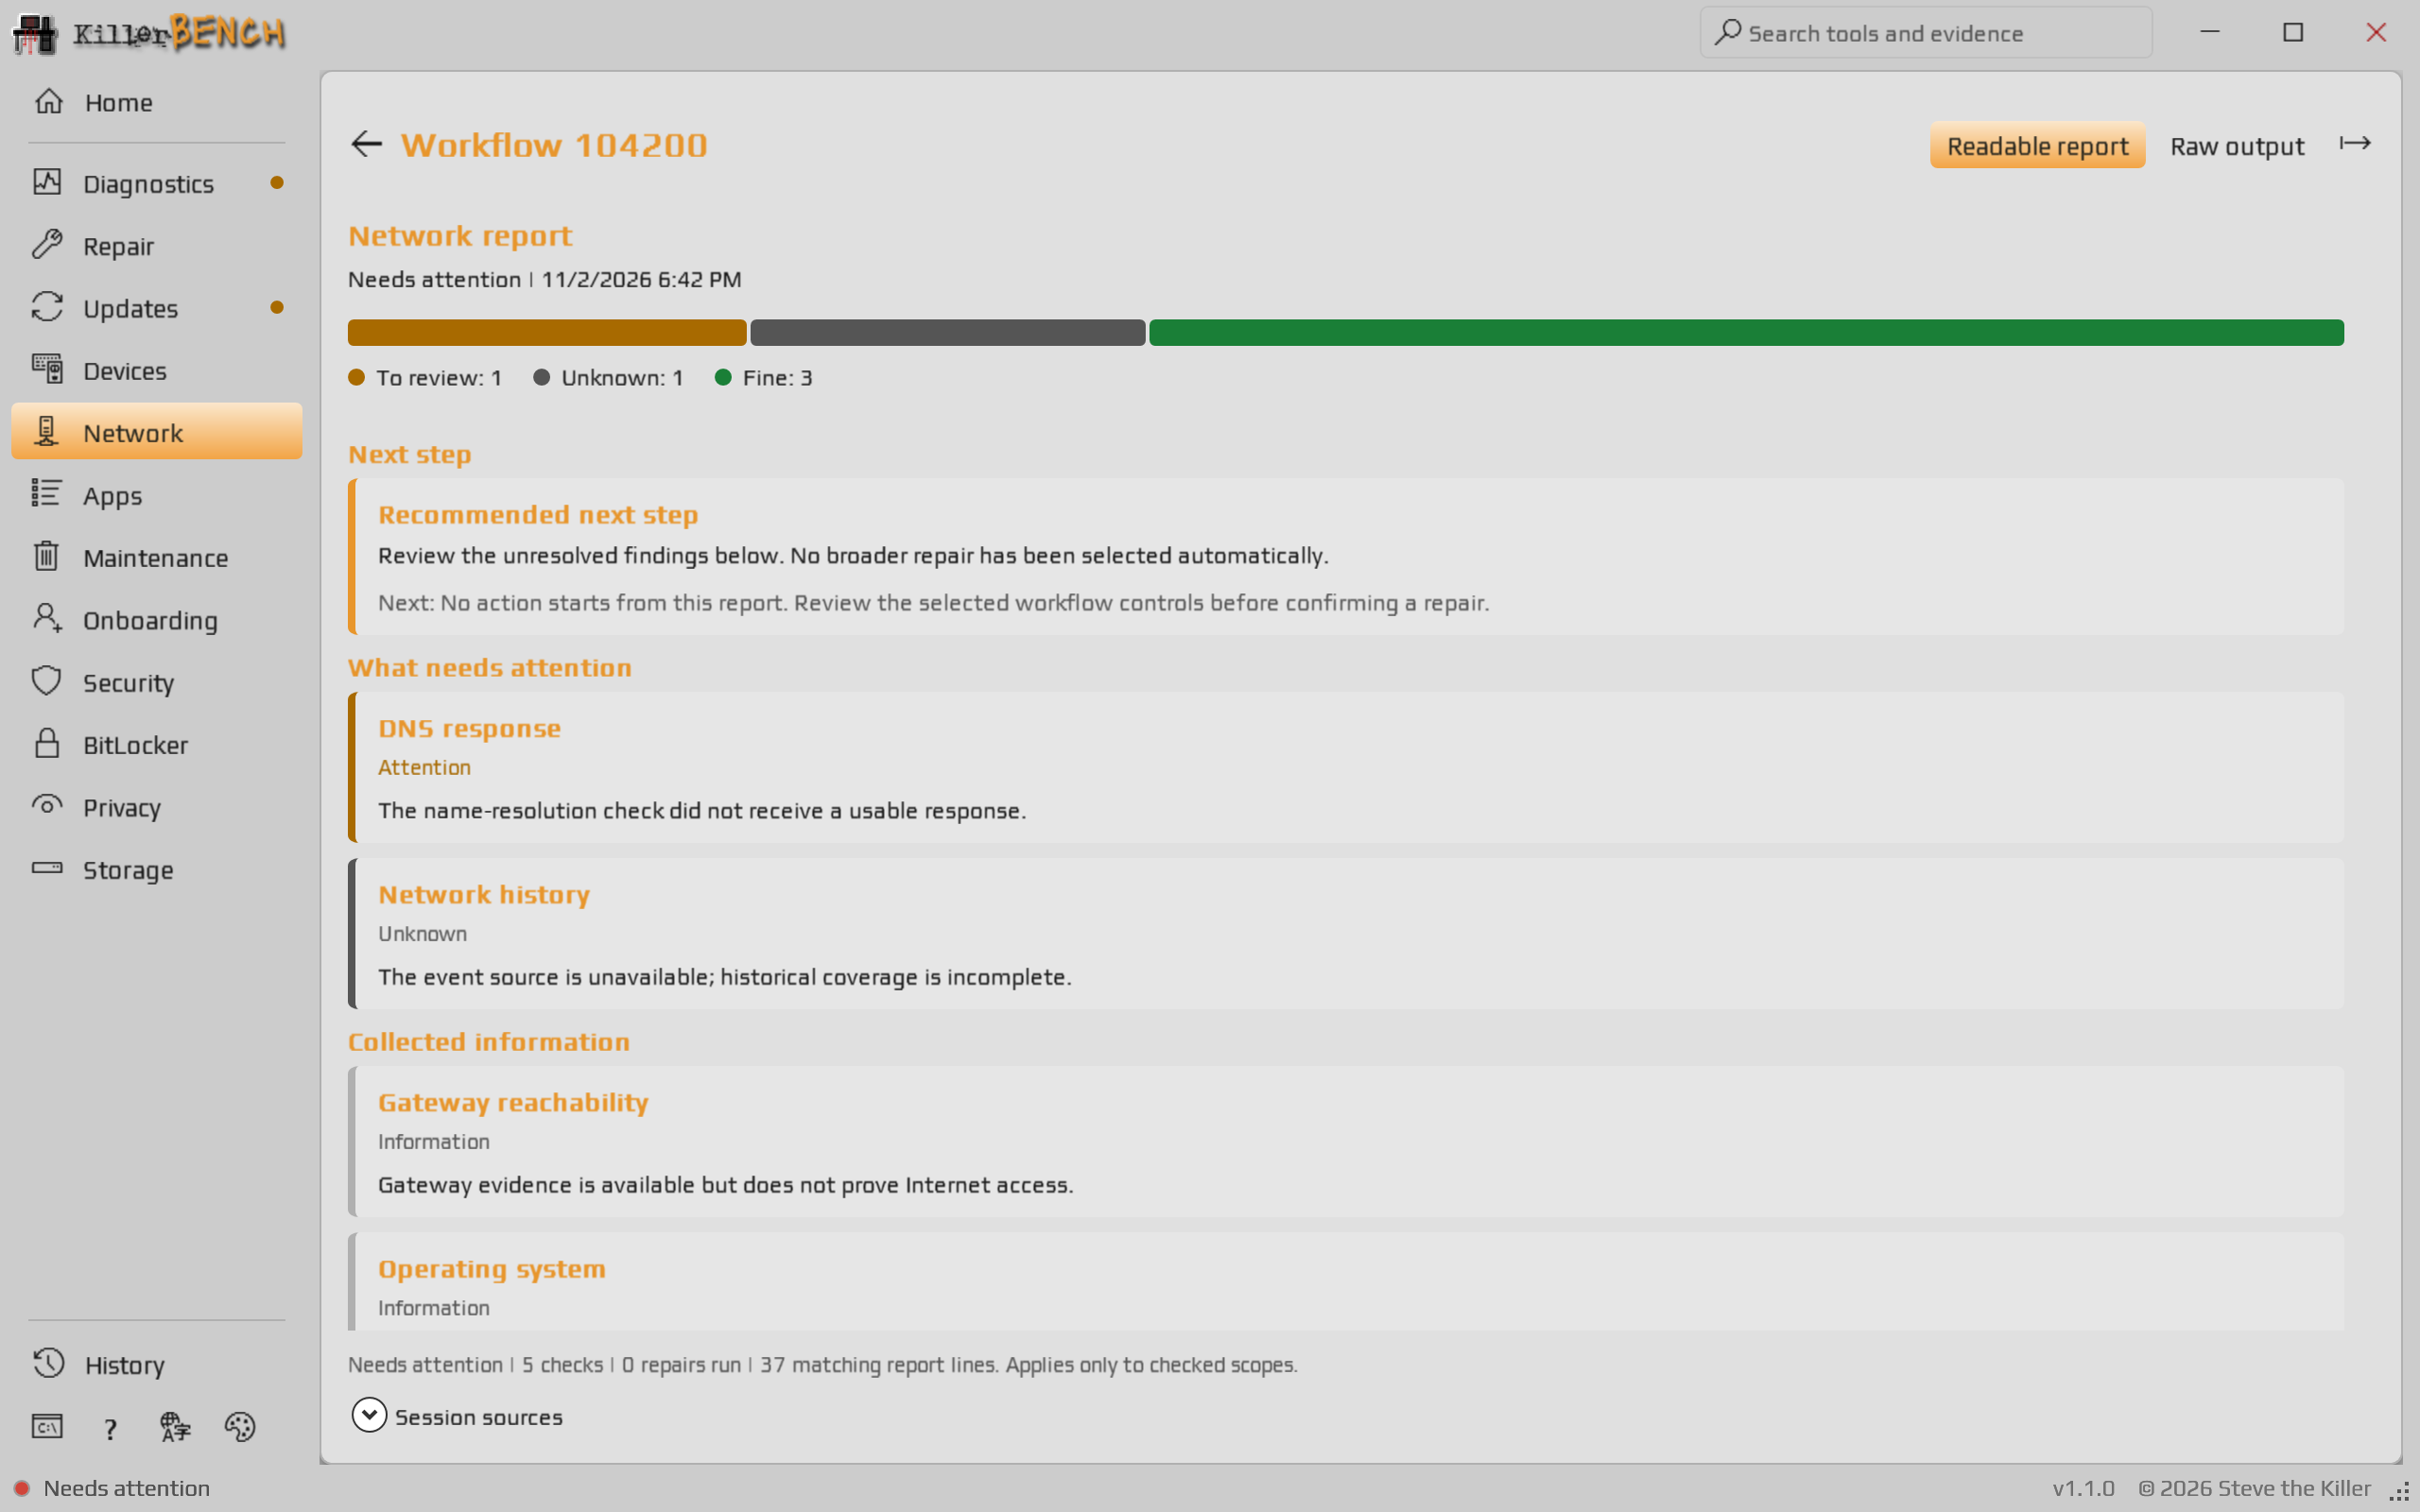 KillerBENCH
Search tools and evidence
Home
Diagnostics
Repair
Updates
Devices
Network
Apps
Maintenance
Onboarding
Security
BitLocker
Privacy
Storage
History
C:\
?
A字
Needs attention
Workflow 104200
Readable report
Raw output
Network report
Needs attention | 11/2/2026 6:42 PM
To review: 1
Unknown: 1
Fine: 3
Next step
Recommended next step
Review the unresolved findings below. No broader repair has been selected automatically.
Next: No action starts from this report. Review the selected workflow controls before confirming a repair.
What needs attention
DNS response
Attention
The name-resolution check did not receive a usable response.
Network history
Unknown
The event source is unavailable; historical coverage is incomplete.
Collected information
Gateway reachability
Information
Gateway evidence is available but does not prove Internet access.
Operating system
Information
Needs attention | 5 checks | 0 repairs run | 37 matching report lines. Applies only to checked scopes.
Session sources
v1.1.0
© 2026 Steve the Killer